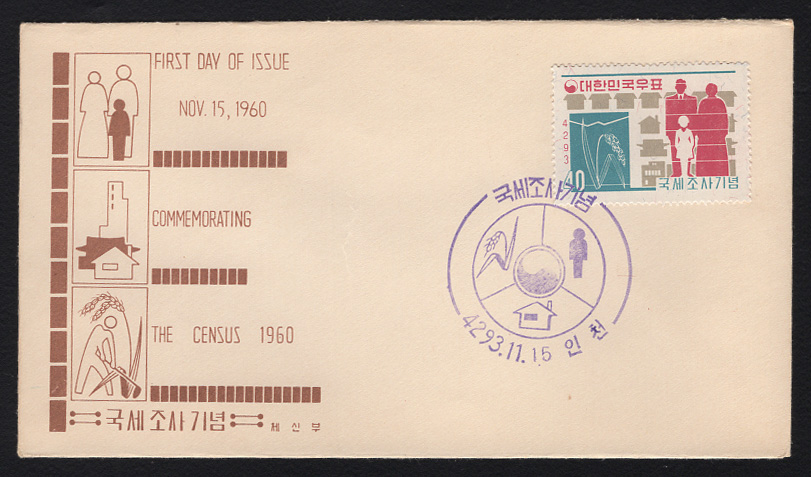 FIRST DAY OF ISSUE
NOV. 15, 1960
COMMEMORATING
THE CENSUS 1960
국세조사기념
체신부
대한민국우표
4293
40
국세조사기념
국세조사기념
4293.11.15 인천